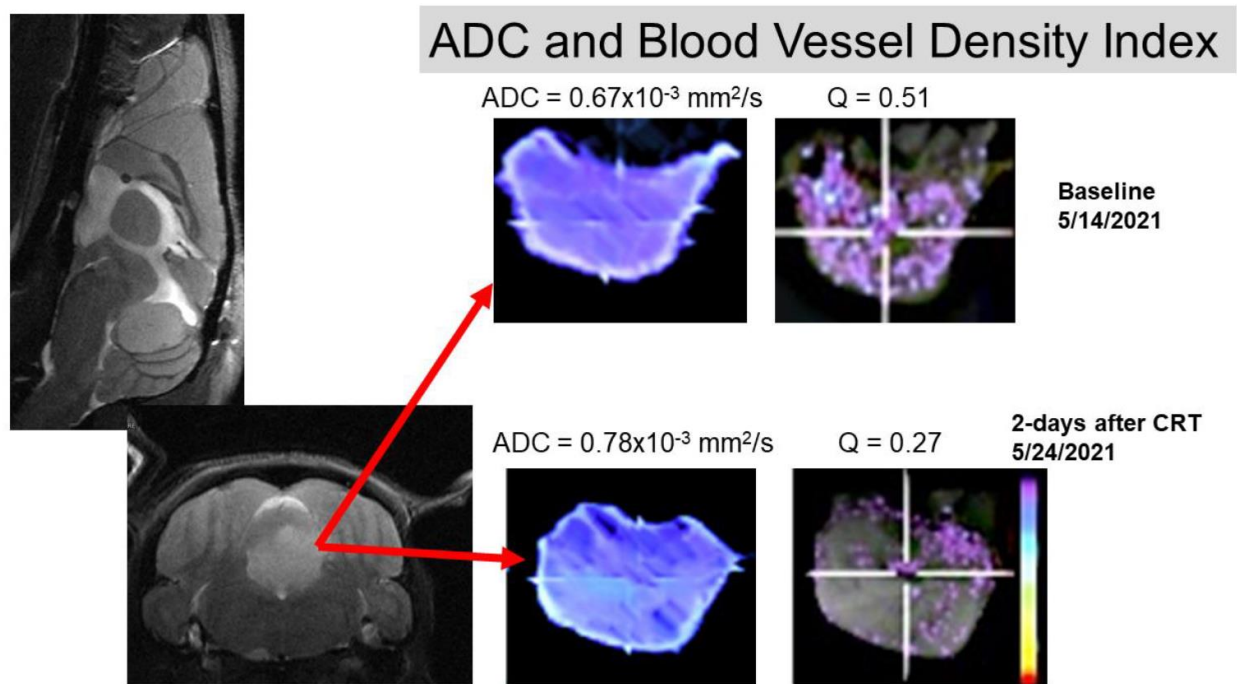 ADC and Blood Vessel Density Index
ADC = 0.67x10⁻³ mm²/s
Q = 0.51
Baseline
5/14/2021
ADC = 0.78x10⁻³ mm²/s
Q = 0.27
2-days after CRT
5/24/2021